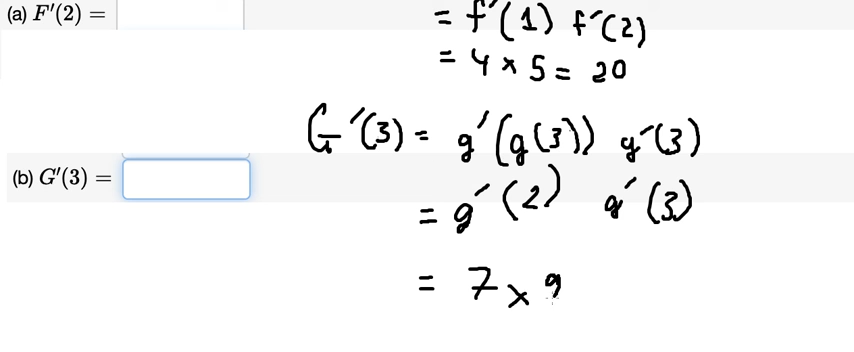 (a) F′(2) =
= f′(1) f′(2)
= 4 × 5 = 20
G′(3) = g′(g(3)) g′(3)
(b) G′(3) =
= g′(2) g′(3)
= 7 × 9